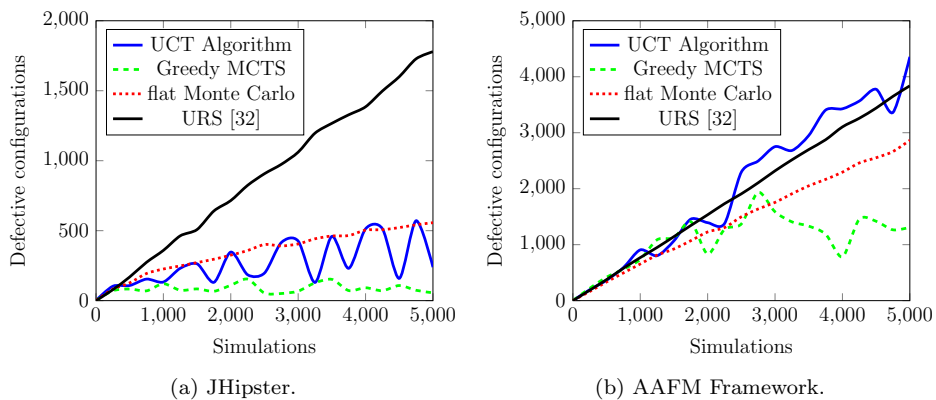 2,000
1,500
1,000
500
0
Defective configurations
UCT Algorithm
Greedy MCTS
flat Monte Carlo
URS [32]
0 1,000 2,000 3,000 4,000 5,000
Simulations
(a) JHipster.
5,000
4,000
3,000
2,000
1,000
0
Defective configurations
UCT Algorithm
Greedy MCTS
flat Monte Carlo
URS [32]
0 1,000 2,000 3,000 4,000 5,000
Simulations
(b) AAFM Framework.